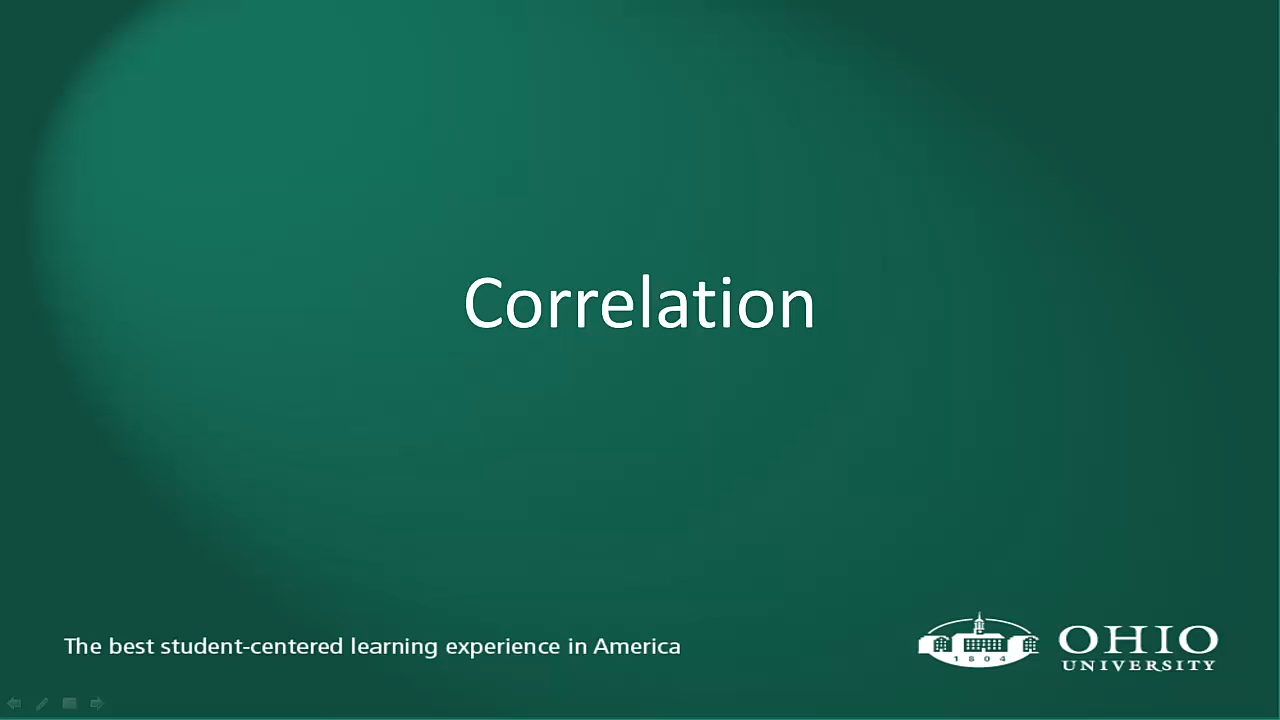 Correlation
The best student-centered learning experience in America
1804
OHIO
UNIVERSITY